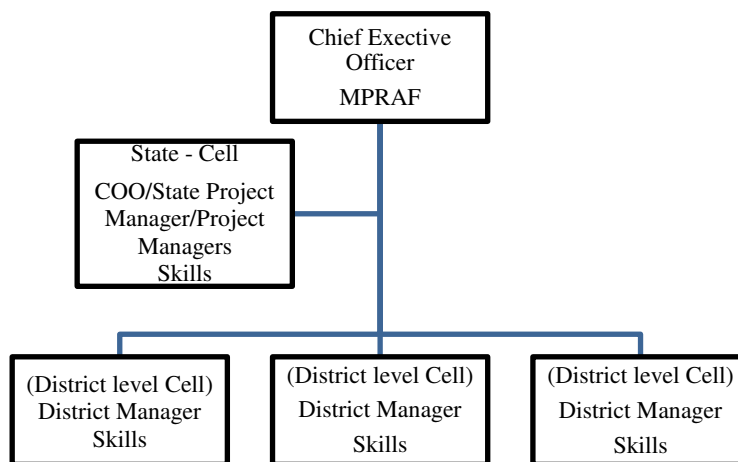 Chief Exective
Officer
MPRAF
State - Cell
COO/State Project
Manager/Project
Managers
Skills
(District level Cell)
District Manager
Skills
(District level Cell)
District Manager
Skills
(District level Cell)
District Manager
Skills